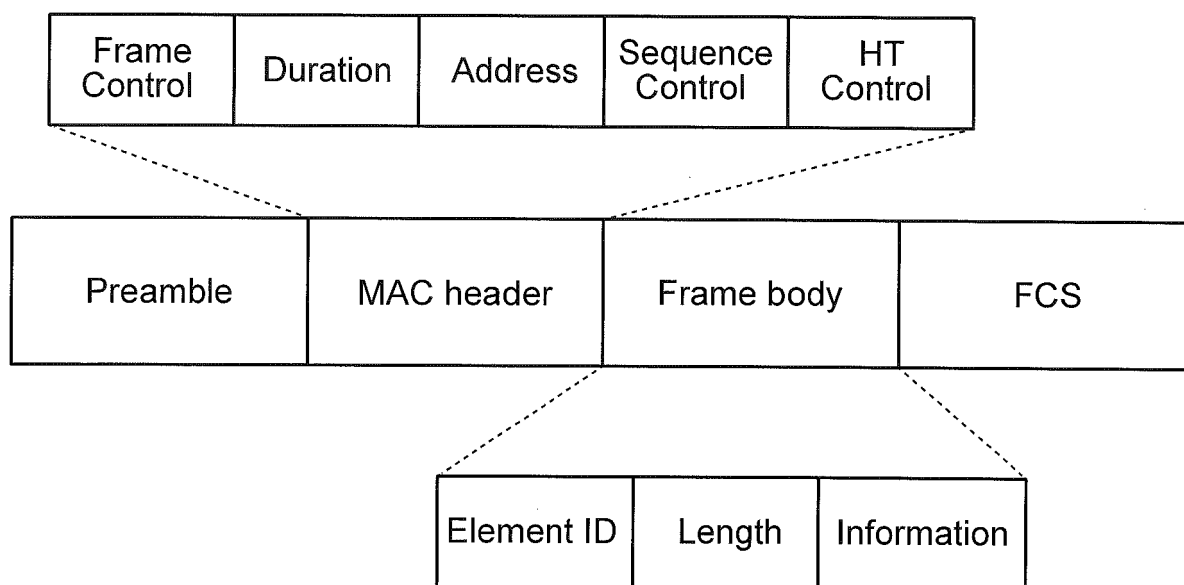 Frame Control
Duration
Address
Sequence Control
HT Control
Preamble
MAC header
Frame body
FCS
Element ID
Length
Information